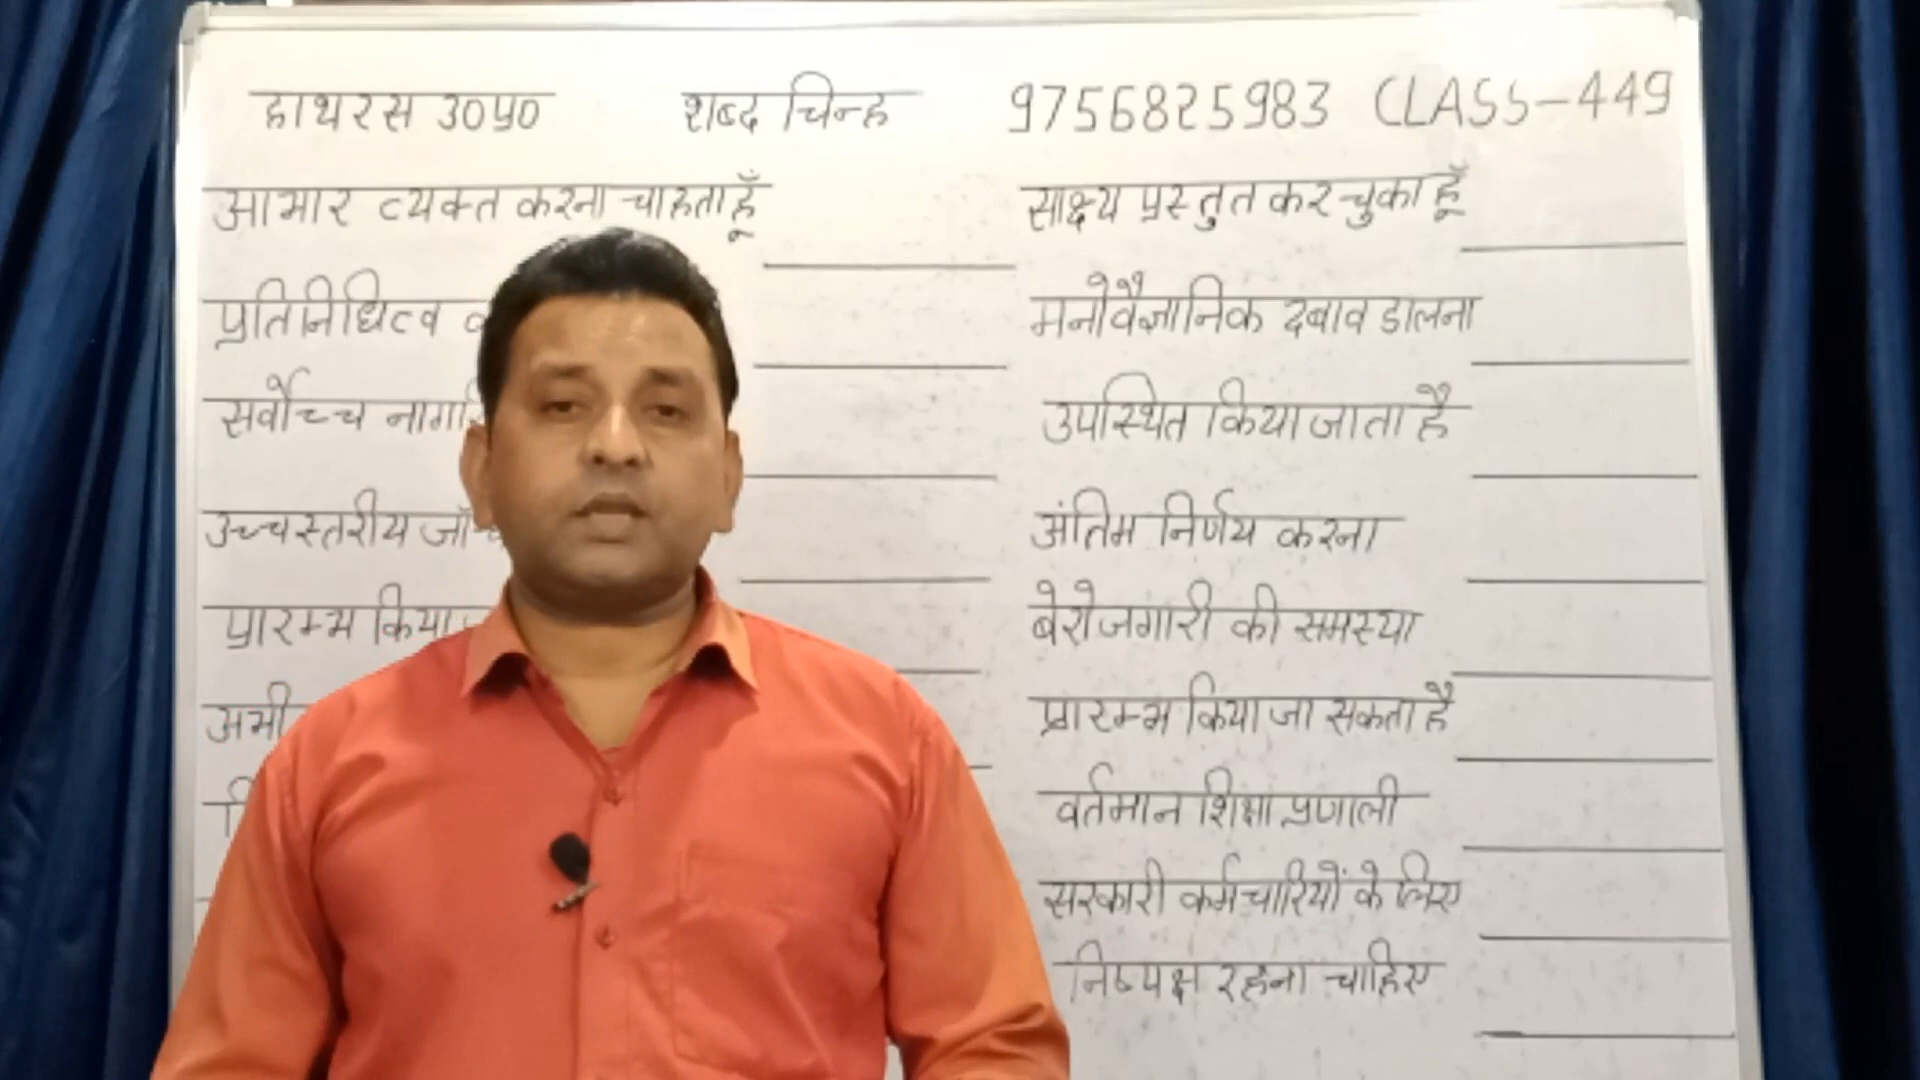 हाथरस उ0प्र0 शब्द चिन्ह 9756825983 CLASS-449
आभार व्यक्त करना चाहता हूँ
प्रतिनिधित्व
सर्वोच्च
उच्चस्तरीय
प्रारम्भ किया
अभी
साक्ष्य प्रस्तुत कर चुका हूँ
मनोवैज्ञानिक दबाव डालना
उपस्थित किया जाता है
अंतिम निर्णय करना
बेरोजगारी की समस्या
प्रारम्भ किया जा सकता है
वर्तमान शिक्षा प्रणाली
सरकारी कर्मचारियों के लिए
निष्पक्ष रहना चाहिए